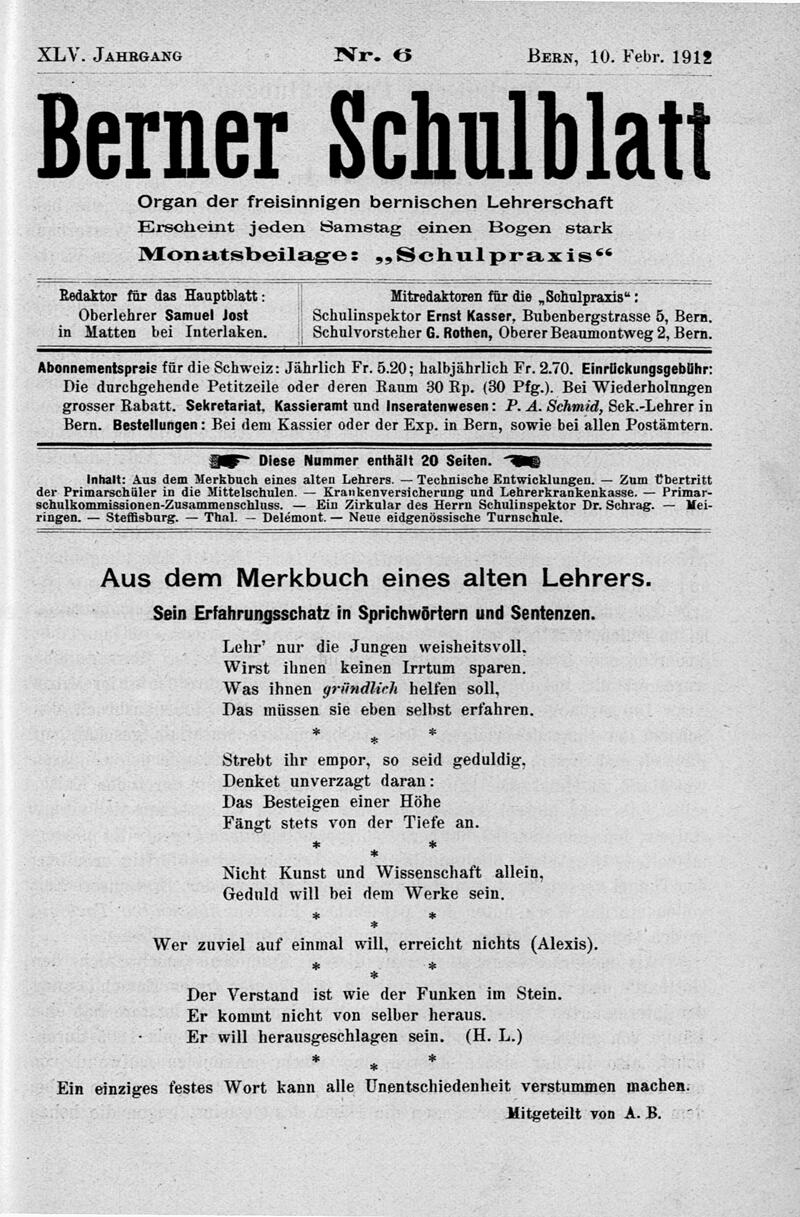 XLV. Jahrgang Nr. 6 Bern, 10. Febr. 1912
Berner Schulblatt
Organ der freisinnigen bernischen Lehrerschaft
Erscheint jeden Samstag einen Bogen stark
Monatsbeilage: „Schulpraxis“
Redaktor für das Hauptblatt:
Oberlehrer Samuel Jost
in Matten bei Interlaken.
Mitredaktoren für die „Schulpraxis“:
Schulinspektor Ernst Kasser, Bubenbergstrasse 5, Bern.
Schulvorsteher G. Rothen, Oberer Beaumontweg 2, Bern.
Abonnementspreis für die Schweiz: Jährlich Fr. 5.20; halbjährlich Fr. 2.70. Einrückungsgebühr:
Die durchgehende Petitzeile oder deren Raum 30 Rp. (30 Pfg.). Bei Wiederholungen
grosser Rabatt. Sekretariat, Kassieramt und Inseratenwesen: P. A. Schmid, Sek.-Lehrer in
Bern. Bestellungen: Bei dem Kassier oder der Exp. in Bern, sowie bei allen Postämtern.
Diese Nummer enthält 20 Seiten.
Inhalt: Aus dem Merkbuch eines alten Lehrers. — Technische Entwicklungen. — Zum Übertritt
der Primarschüler in die Mittelschulen. — Krankenversicherung und Lehrerkrankenkasse. — Primar-
schulkommissionen-Zusammenschluss. — Ein Zirkular des Herrn Schulinspektor Dr. Schrag. — Mei-
ringen. — Steffisburg. — Thal. — Delémont. — Neue eidgenössische Turnschule.
Aus dem Merkbuch eines alten Lehrers.
Sein Erfahrungsschatz in Sprichwörtern und Sentenzen.
Lehr’ nur die Jungen weisheitsvoll,
Wirst ihnen keinen Irrtum sparen.
Was ihnen gründlich helfen soll,
Das müssen sie eben selbst erfahren.
* * *
Strebt ihr empor, so seid geduldig,
Denket unverzagt daran:
Das Besteigen einer Höhe
Fängt stets von der Tiefe an.
* * *
Nicht Kunst und Wissenschaft allein,
Geduld will bei dem Werke sein.
* * *
Wer zuviel auf einmal will, erreicht nichts (Alexis).
* * *
Der Verstand ist wie der Funken im Stein.
Er kommt nicht von selber heraus.
Er will herausgeschlagen sein. (H. L.)
* * *
Ein einziges festes Wort kann alle Unentschiedenheit verstummen machen.
Mitgeteilt von A. B.